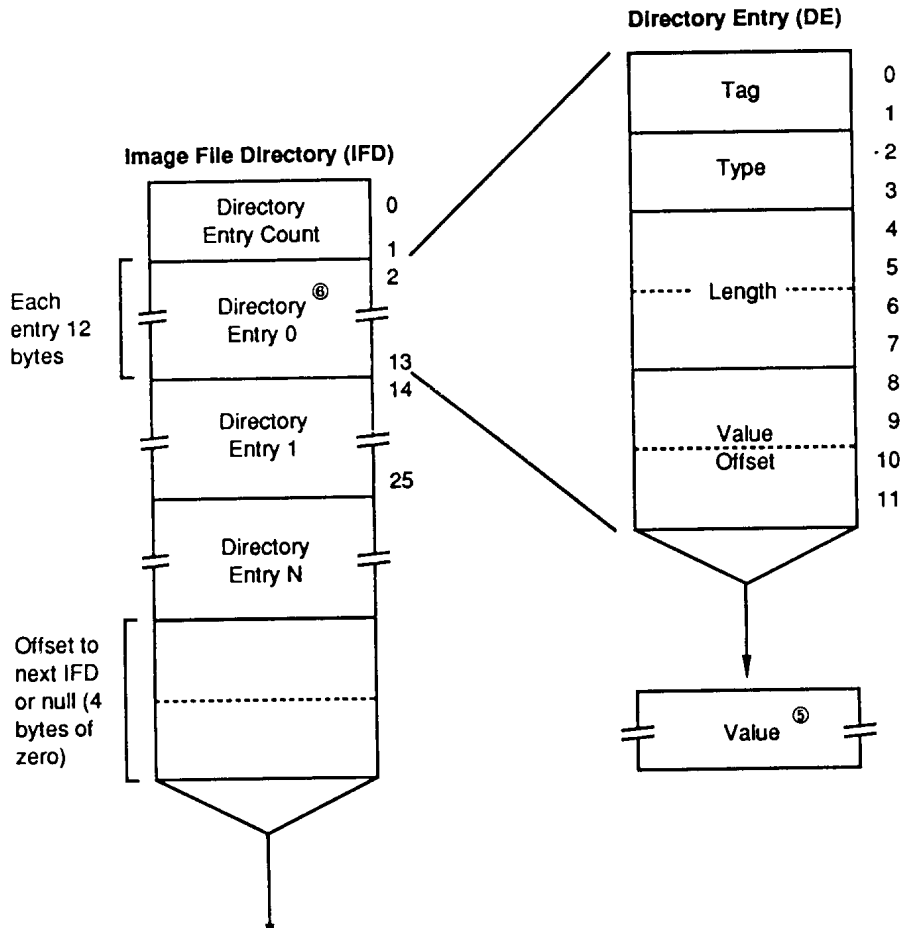 Directory Entry (DE)
Tag
0
1
Type
2
3
Length
4
5
6
7
Value
Offset
8
9
10
11
Value ⑤
Image File Directory (IFD)
Directory
Entry Count
0
1
Each
entry 12
bytes
Directory ⑥
Entry 0
2
13
Directory
Entry 1
14
25
Directory
Entry N
Offset to
next IFD
or null (4
bytes of
zero)